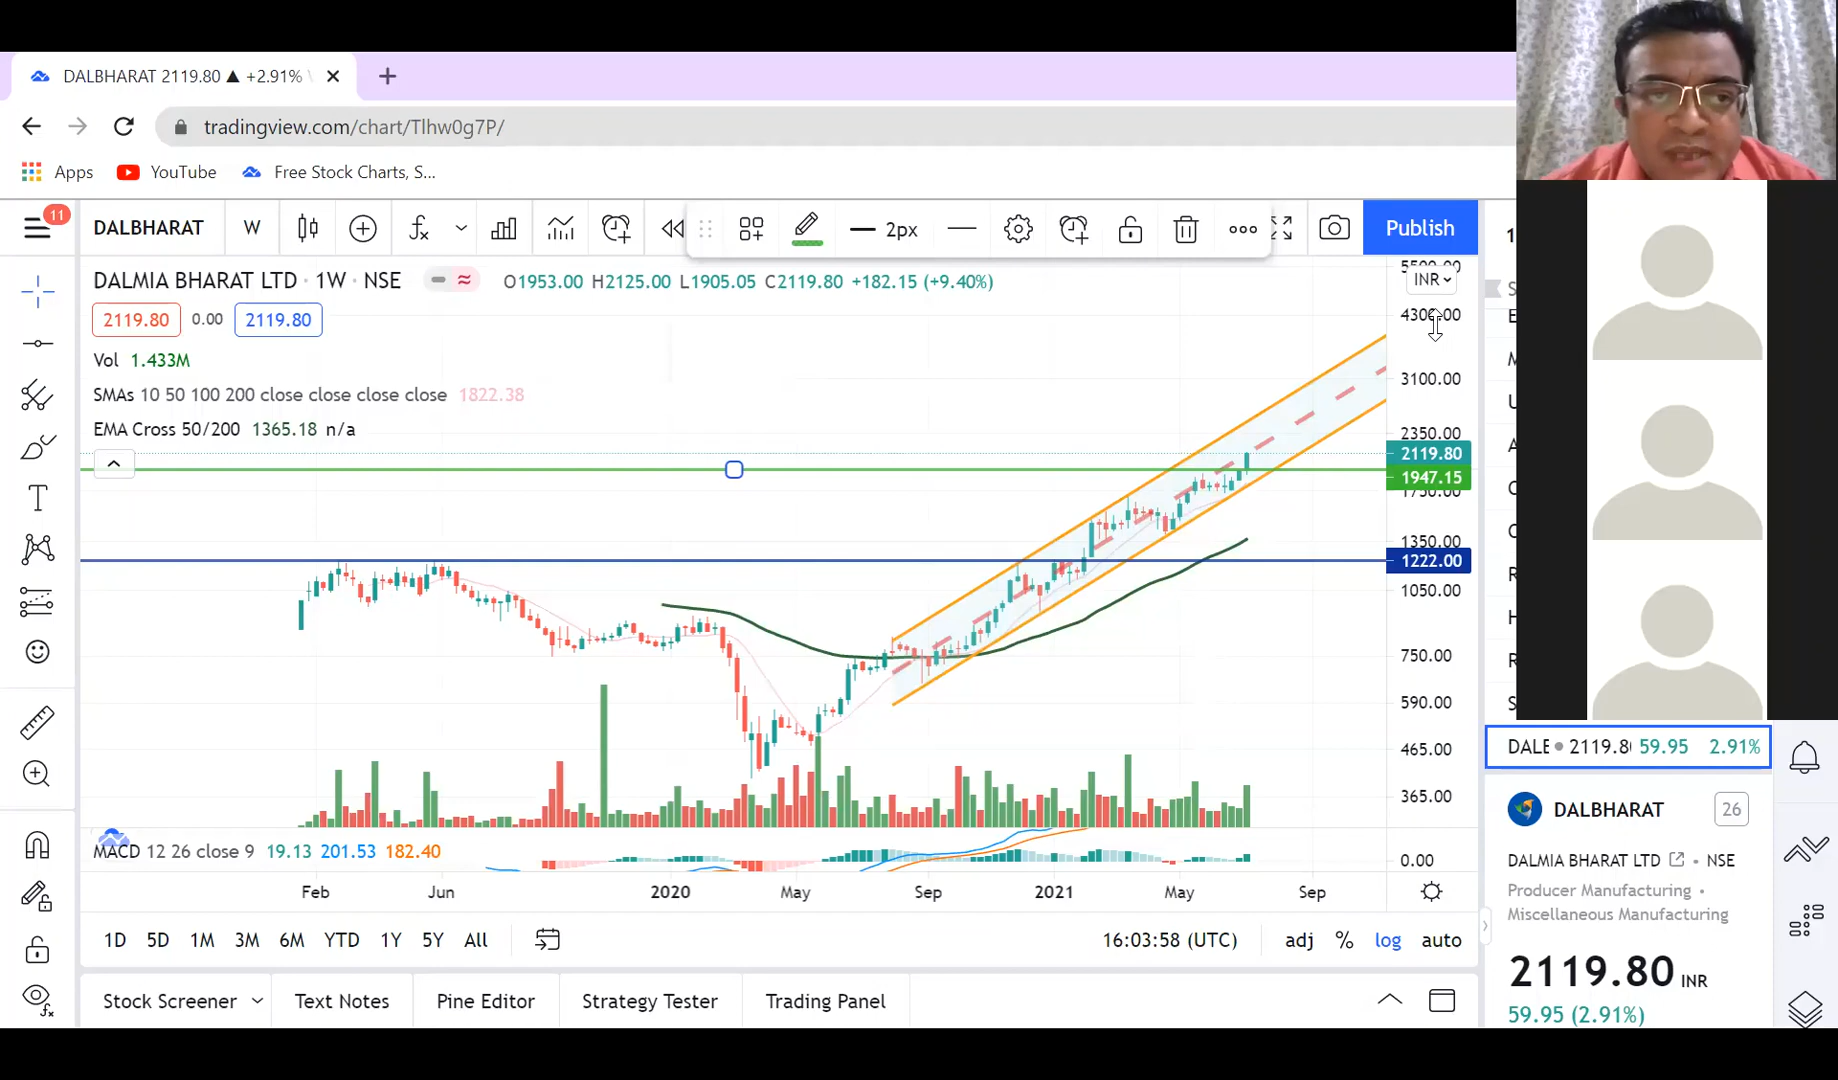 DALBHARAT 2119.80 ▲ +2.91%
tradingview.com/chart/Tlhw0g7P/
Apps YouTube Free Stock Charts, S...
11
DALBHARAT W 2px Publish
DALMIA BHARAT LTD · 1W · NSE O1953.00 H2125.00 L1905.05 C2119.80 +182.15 (+9.40%)
2119.80 0.00 2119.80
Vol 1.433M
SMAs 10 50 100 200 close close close close 1822.38
EMA Cross 50/200 1365.18 n/a
INR
4300.00
3100.00
2350.00
2119.80
1947.15
1750.00
1350.00
1222.00
1050.00
750.00
590.00
465.00
365.00
MACD 12 26 close 9 19.13 201.53 182.40
0.00
Feb Jun 2020 May Sep 2021 May Sep
1D 5D 1M 3M 6M YTD 1Y 5Y All 16:03:58 (UTC) adj % log auto
Stock Screener Text Notes Pine Editor Strategy Tester Trading Panel
59.95 2.91%
DALBHARAT 26
DALMIA BHARAT LTD • NSE
Producer Manufacturing •
Miscellaneous Manufacturing
2119.80 INR
59.95 (2.91%)